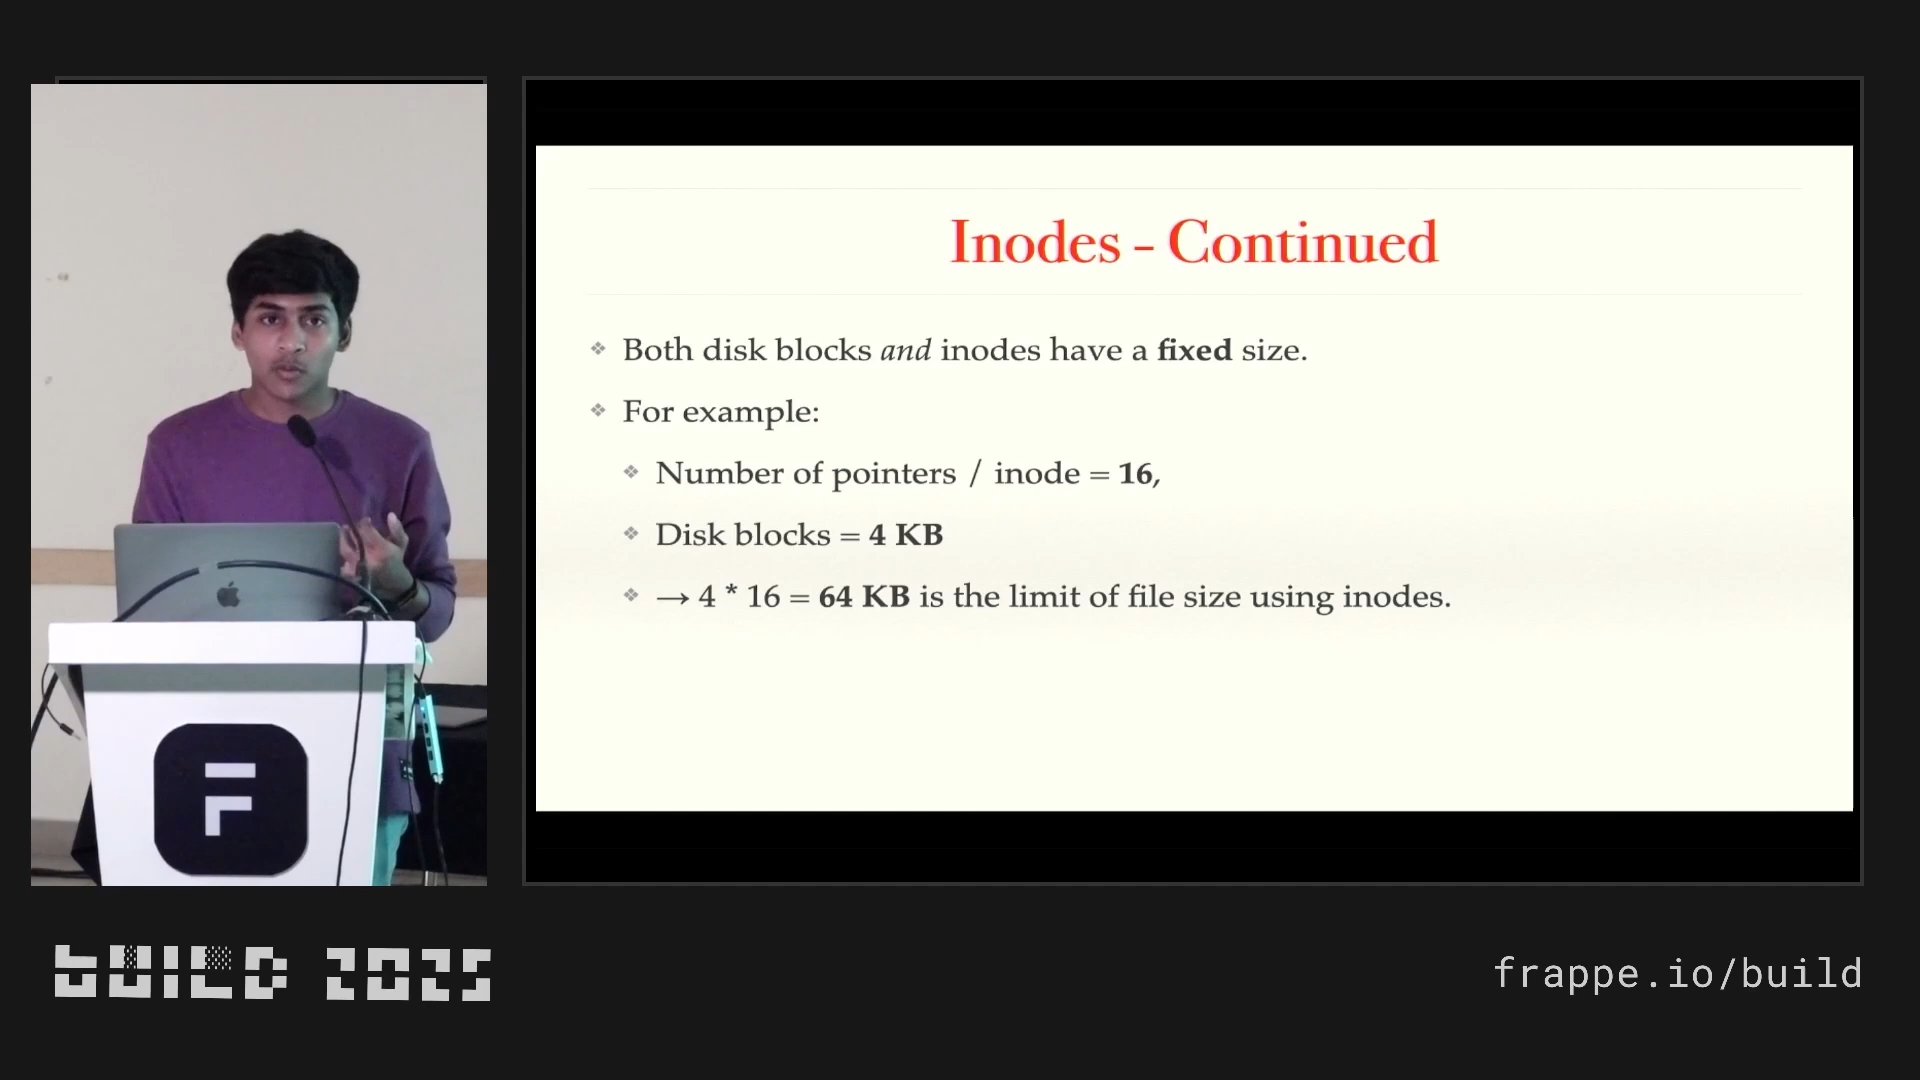 Inodes – Continued
Both disk blocks and inodes have a fixed size.
For example:
Number of pointers / inode = 16,
Disk blocks = 4 KB
→ 4 * 16 = 64 KB is the limit of file size using inodes.
F
BUILD 2025
frappe.io/build